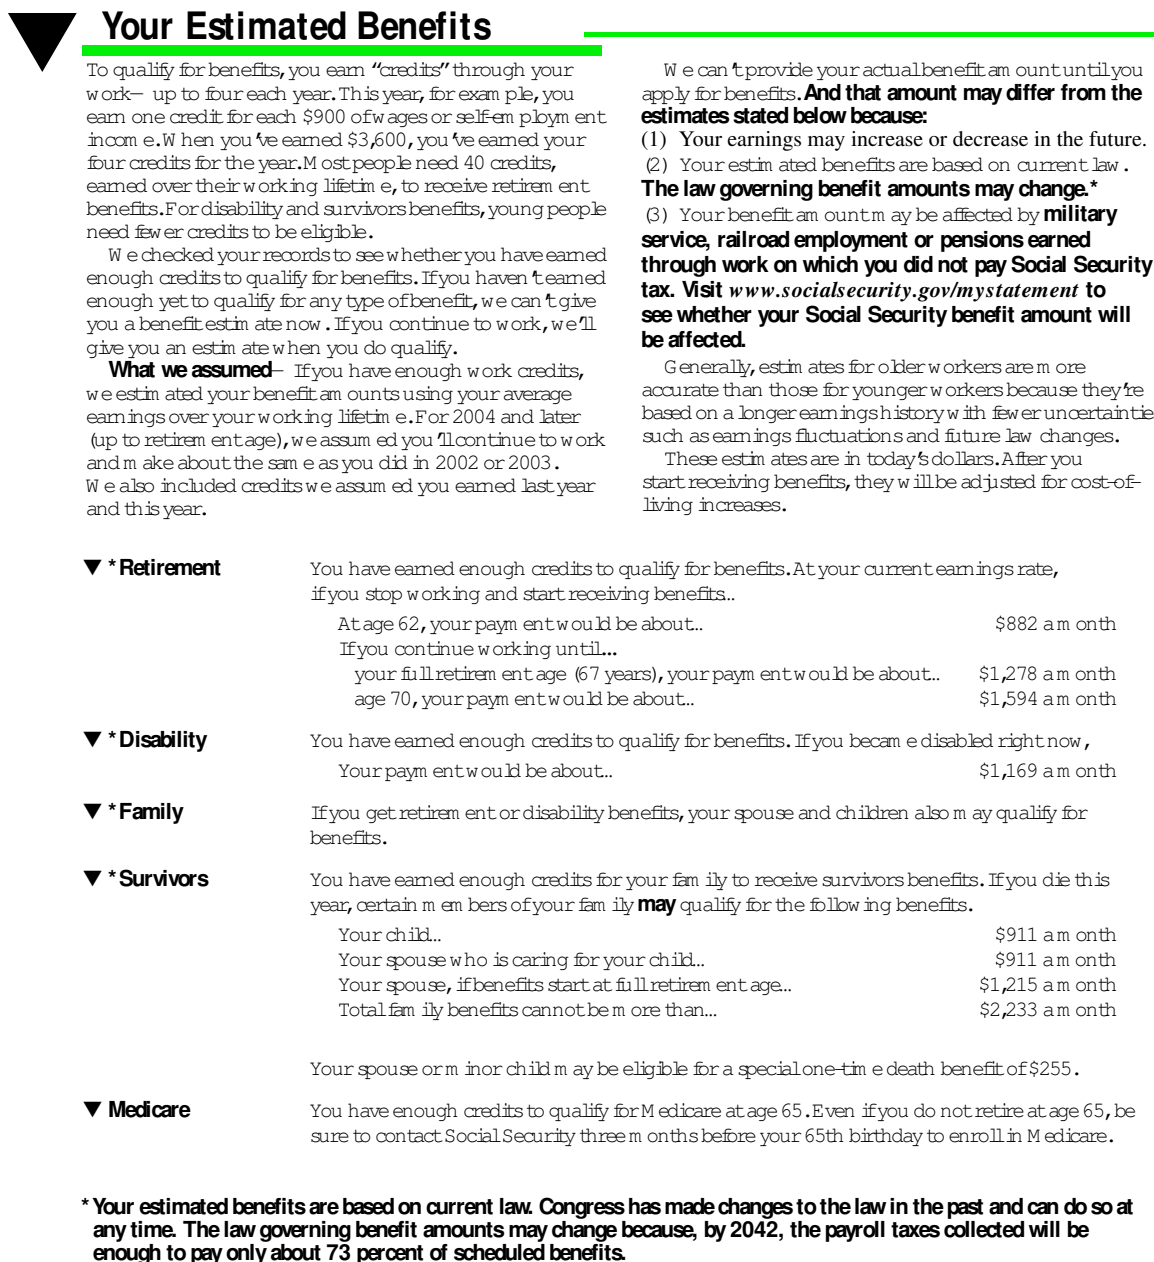 Your Estimated Benefits
To qualify for benefits, you earn “credits” through your
work— up to four each year. This year, for example, you
earn one credit for each $900 of wages or self-employment
income. When you’ve earned $3,600, you’ve earned your
four credits for the year. Most people need 40 credits,
earned over their working lifetime, to receive retirement
benefits. For disability and survivors benefits, young people
need fewer credits to be eligible.
We checked your records to see whether you have earned
enough credits to qualify for benefits. If you haven’t earned
enough yet to qualify for any type of benefit, we can’t give
you a benefit estimate now. If you continue to work, we’ll
give you an estimate when you do qualify.
What we assumed— If you have enough work credits,
we estimated your benefit amounts using your average
earnings over your working lifetime. For 2004 and later
(up to retirement age), we assumed you’ll continue to work
and make about the same as you did in 2002 or 2003.
We also included credits we assumed you earned last year
and this year.
We can’t provide your actual benefit amount until you
apply for benefits. And that amount may differ from the
estimates stated below because:
(1) Your earnings may increase or decrease in the future.
(2) Your estimated benefits are based on current law.
The law governing benefit amounts may change.*
(3) Your benefit amount may be affected by military
service, railroad employment or pensions earned
through work on which you did not pay Social Security
tax. Visit www.socialsecurity.gov/mystatement to
see whether your Social Security benefit amount will
be affected.
Generally, estimates for older workers are more
accurate than those for younger workers because they’re
based on a longer earnings history with fewer uncertaintie
such as earnings fluctuations and future law changes.
These estimates are in today’s dollars. After you
start receiving benefits, they will be adjusted for cost-of-
living increases.
▼ *Retirement You have earned enough credits to qualify for benefits. At your current earnings rate,
if you stop working and start receiving benefits…
At age 62, your payment would be about… $882 a month
If you continue working until…
your full retirement age (67 years), your payment would be about… $1,278 a month
age 70, your payment would be about… $1,594 a month
▼ *Disability You have earned enough credits to qualify for benefits. If you became disabled right now,
Your payment would be about… $1,169 a month
▼ *Family If you get retirement or disability benefits, your spouse and children also may qualify for
benefits.
▼ *Survivors You have earned enough credits for your family to receive survivors benefits. If you die this
year, certain members of your family may qualify for the following benefits.
Your child… $911 a month
Your spouse who is caring for your child… $911 a month
Your spouse, if benefits start at full retirement age… $1,215 a month
Total family benefits cannot be more than… $2,233 a month
Your spouse or minor child may be eligible for a special one-time death benefit of $255.
▼ Medicare You have enough credits to qualify for Medicare at age 65. Even if you do not retire at age 65, be
sure to contact Social Security three months before your 65th birthday to enroll in Medicare.
* Your estimated benefits are based on current law. Congress has made changes to the law in the past and can do so at
any time. The law governing benefit amounts may change because, by 2042, the payroll taxes collected will be
enough to pay only about 73 percent of scheduled benefits.